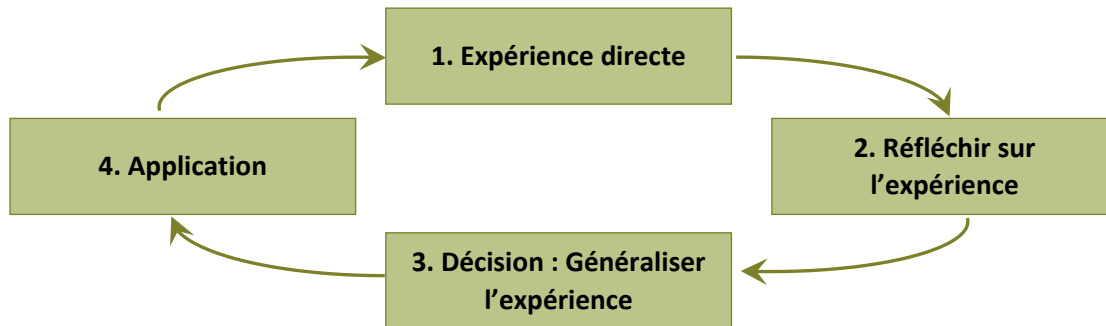 1. Expérience directe
2. Réfléchir sur
l’expérience
3. Décision : Généraliser
l’expérience
4. Application